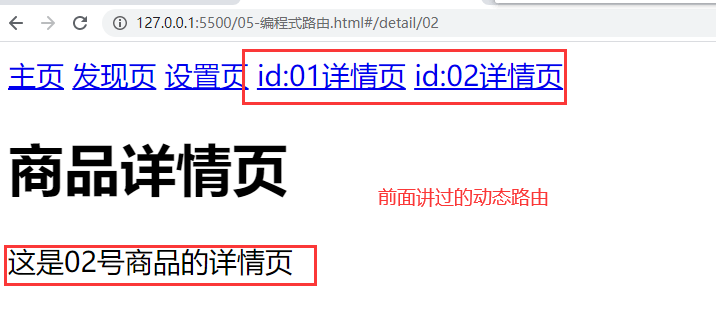 127.0.0.1:5500/05-编程式路由.html#/detail/02
主页 发现页 设置页 id:01详情页 id:02详情页
商品详情页
前面讲过的动态路由
这是02号商品的详情页